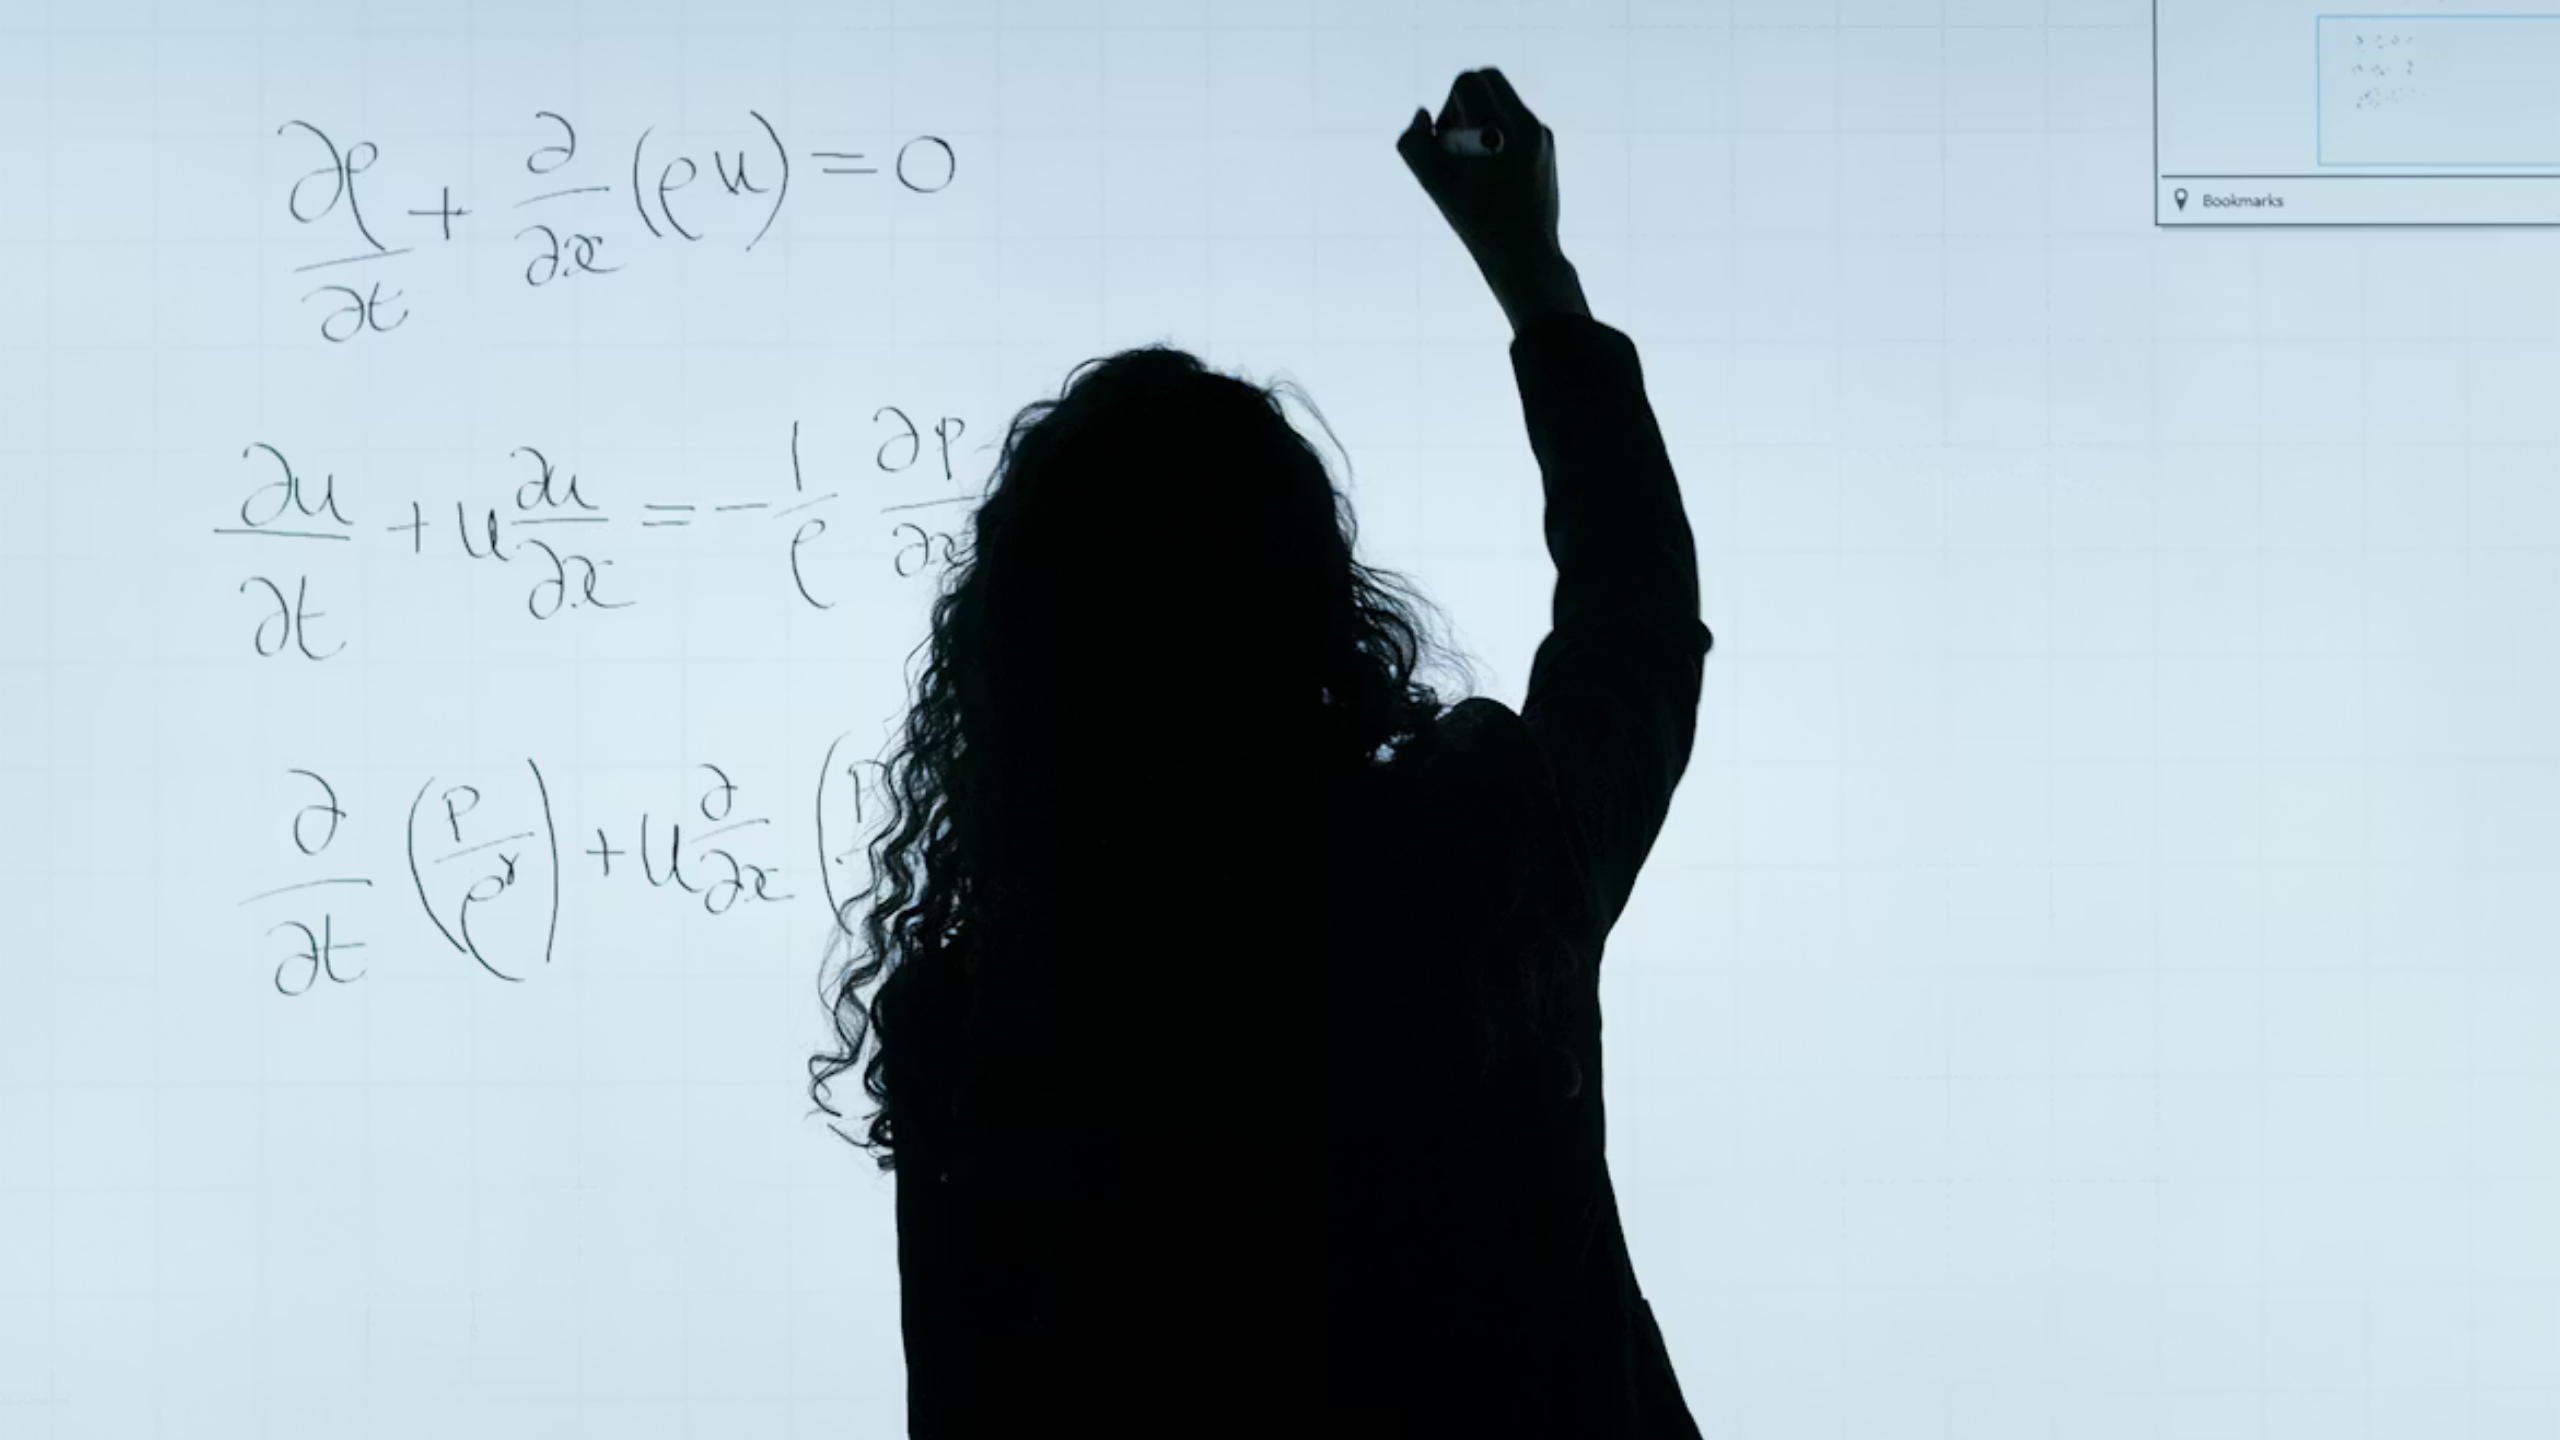 ∂ρ/∂t + ∂/∂x (ρu) = 0
∂u/∂t + u ∂u/∂x = - 1/ρ ∂p/∂x
∂/∂t (p/ρ^γ) + u ∂/∂x (p
Bookmarks